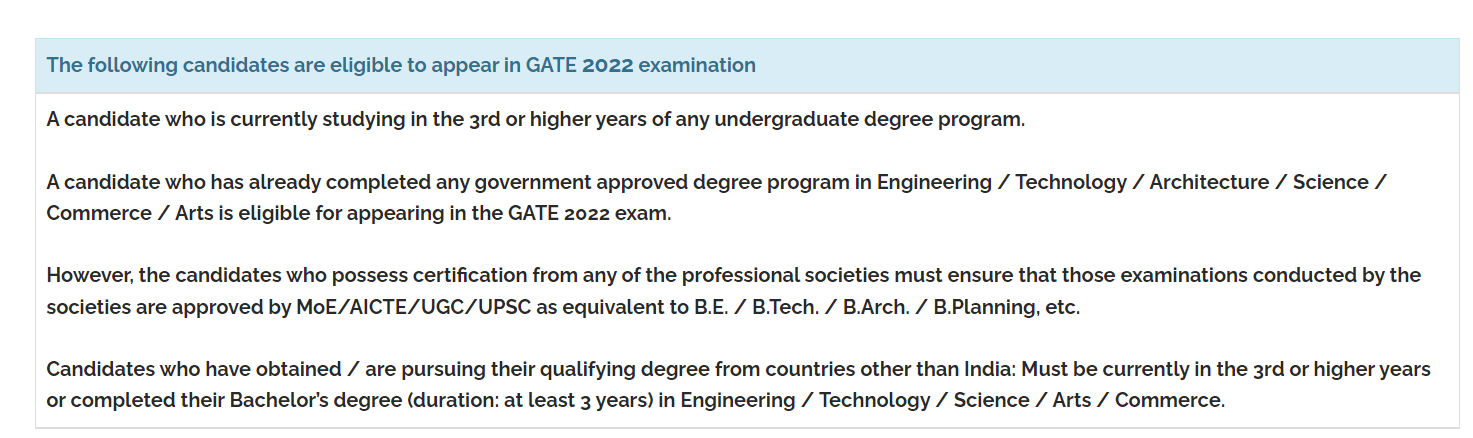 The following candidates are eligible to appear in GATE 2022 examination
A candidate who is currently studying in the 3rd or higher years of any undergraduate degree program.
A candidate who has already completed any government approved degree program in Engineering / Technology / Architecture / Science /
Commerce / Arts is eligible for appearing in the GATE 2022 exam.
However, the candidates who possess certification from any of the professional societies must ensure that those examinations conducted by the
societies are approved by MoE/AICTE/UGC/UPSC as equivalent to B.E. / B.Tech. / B.Arch. / B.Planning, etc.
Candidates who have obtained / are pursuing their qualifying degree from countries other than India: Must be currently in the 3rd or higher years
or completed their Bachelor's degree (duration: at least 3 years) in Engineering / Technology / Science / Arts / Commerce.